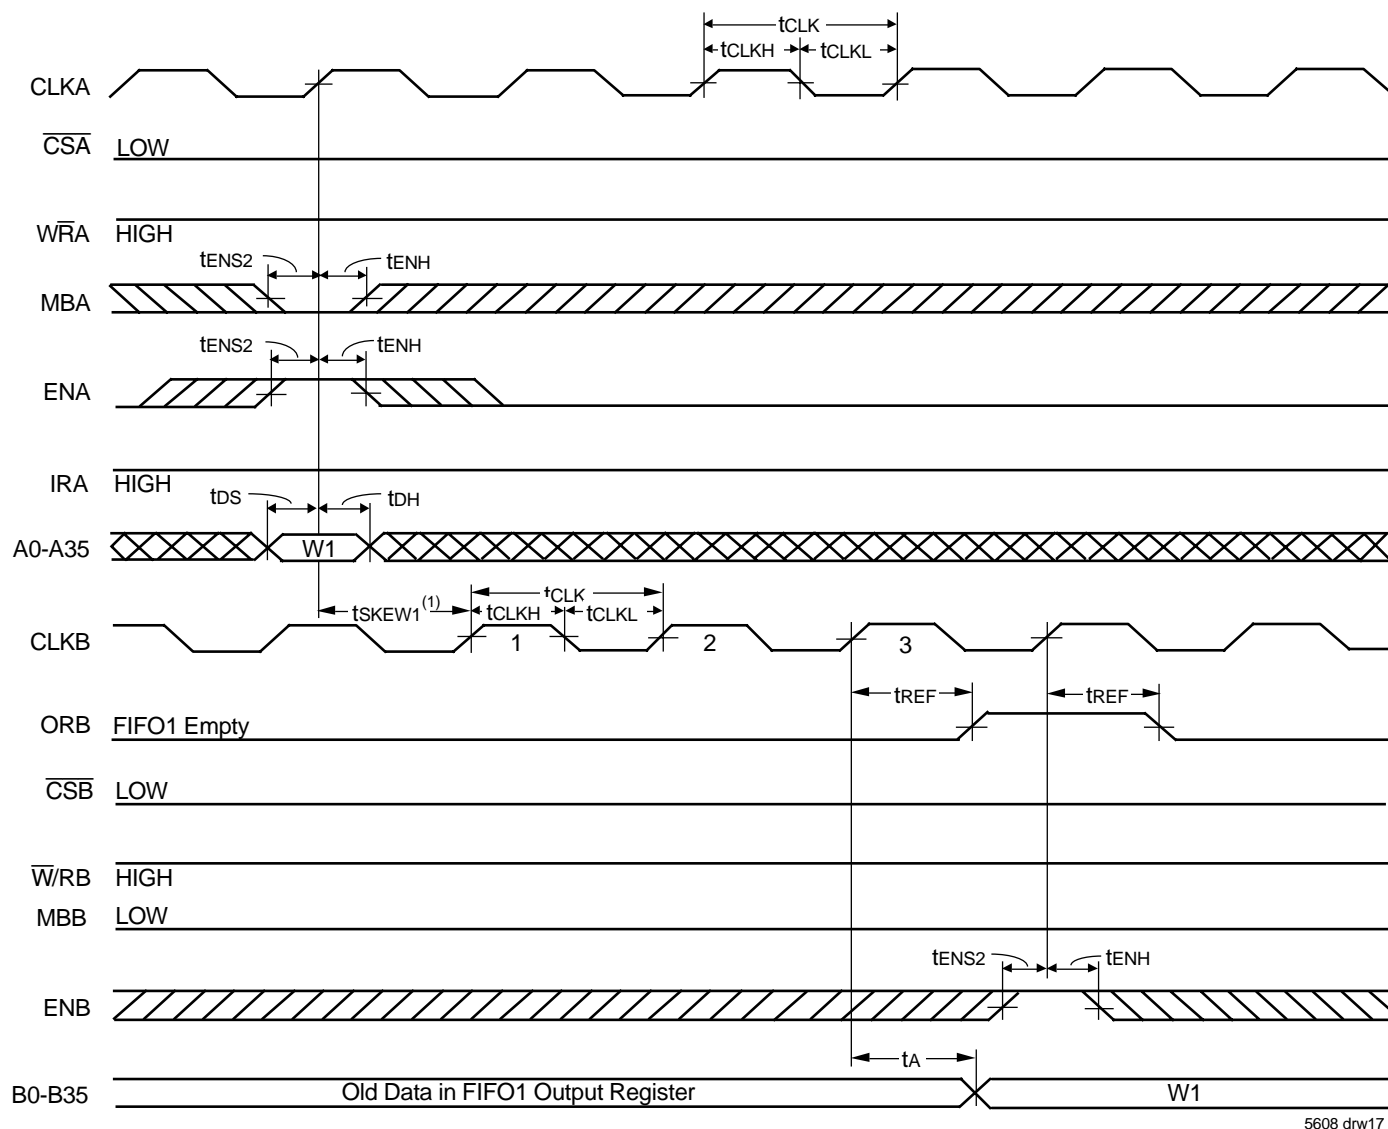 tCLK
tCLKH tCLKL
CLKA
CSA LOW
WRA HIGH
tENS2 tENH
MBA
tENS2 tENH
ENA
IRA HIGH
tDS tDH
A0-A35 W1
tCLK
tSKEW1(1) tCLKH tCLKL
CLKB 1 2 3
tREF tREF
ORB FIFO1 Empty
CSB LOW
W/RB HIGH
MBB LOW
tENS2 tENH
ENB
tA
B0-B35 Old Data in FIFO1 Output Register W1
5608 drw17